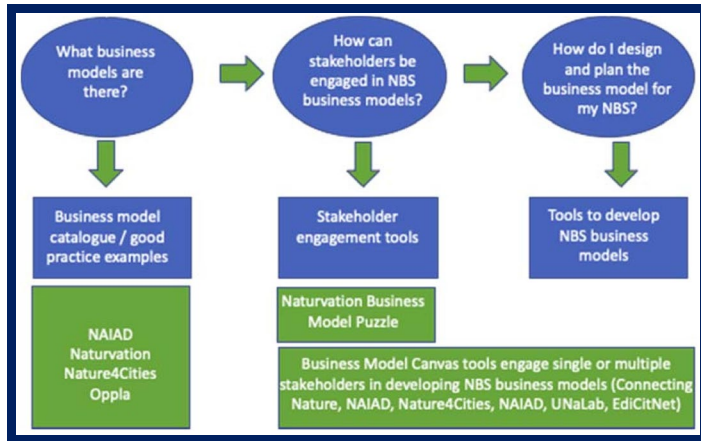 What business
models are
there?
How can
stakeholders be
engaged in NBS
business models?
How do I design
and plan the
business model for
my NBS?
Business model
catalogue / good
practice examples
Stakeholder
engagement tools
Tools to develop
NBS business
models
NAIAD
Naturvation
Nature4Cities
Oppla
Naturvation Business
Model Puzzle
Business Model Canvas tools engage single or multiple
stakeholders in developing NBS business models (Connecting
Nature, NAIAD, Nature4Cities, NAIAD, UNaLab, EdiCitNet)